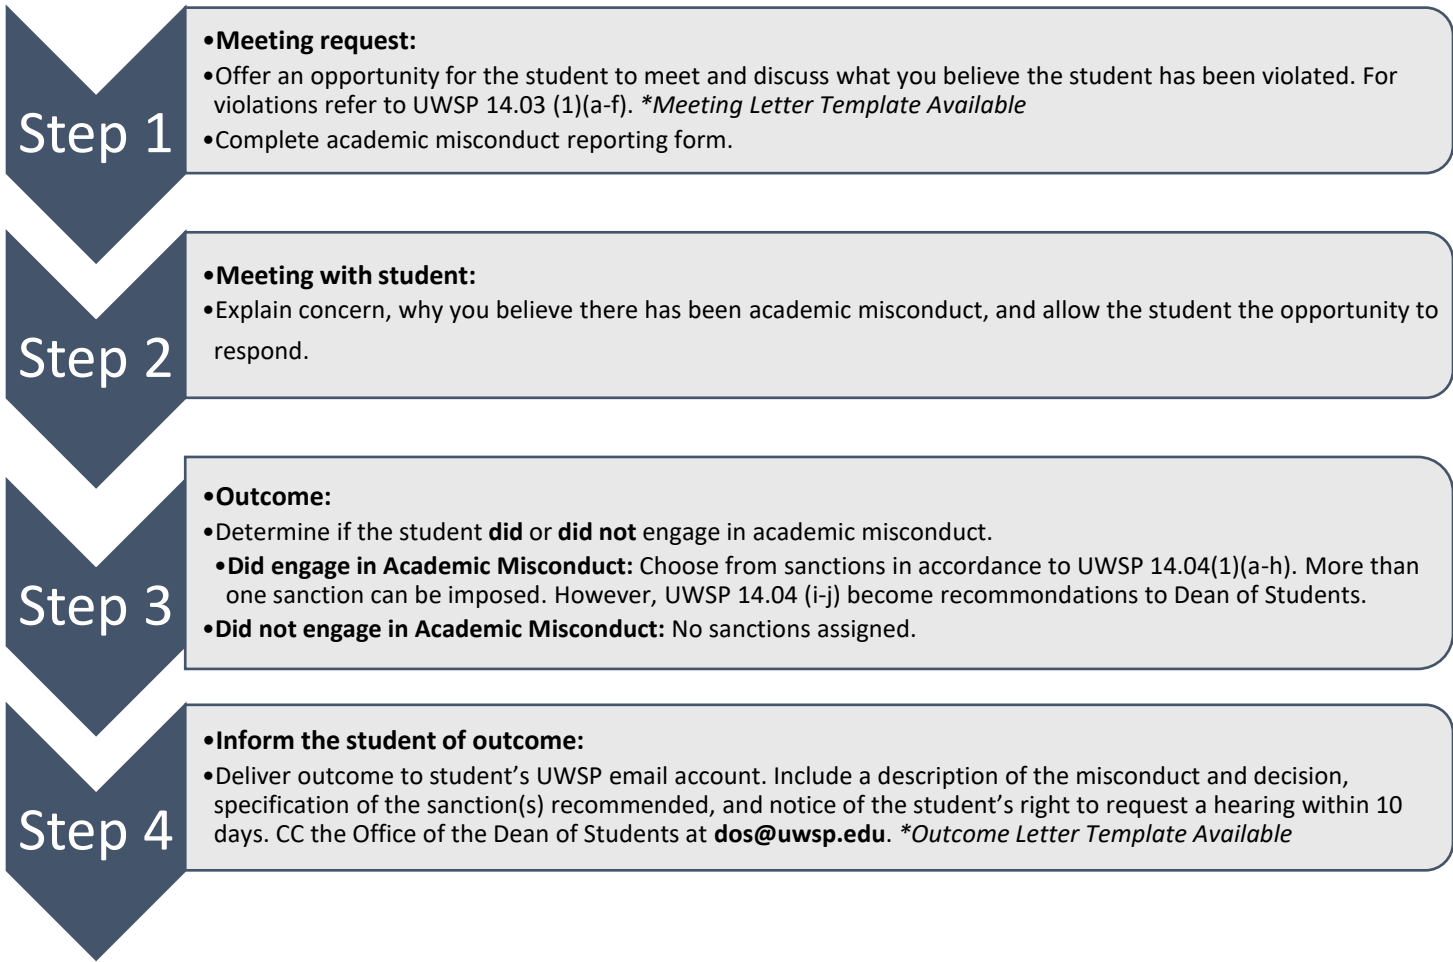 Step 1
•Meeting request:
•Offer an opportunity for the student to meet and discuss what you believe the student has been violated. For
violations refer to UWSP 14.03 (1)(a-f). *Meeting Letter Template Available
•Complete academic misconduct reporting form.
Step 2
•Meeting with student:
•Explain concern, why you believe there has been academic misconduct, and allow the student the opportunity to
respond.
Step 3
•Outcome:
•Determine if the student did or did not engage in academic misconduct.
•Did engage in Academic Misconduct: Choose from sanctions in accordance to UWSP 14.04(1)(a-h). More than
one sanction can be imposed. However, UWSP 14.04 (i-j) become recommondations to Dean of Students.
•Did not engage in Academic Misconduct: No sanctions assigned.
Step 4
•Inform the student of outcome:
•Deliver outcome to student’s UWSP email account. Include a description of the misconduct and decision,
specification of the sanction(s) recommended, and notice of the student’s right to request a hearing within 10
days. CC the Office of the Dean of Students at dos@uwsp.edu. *Outcome Letter Template Available